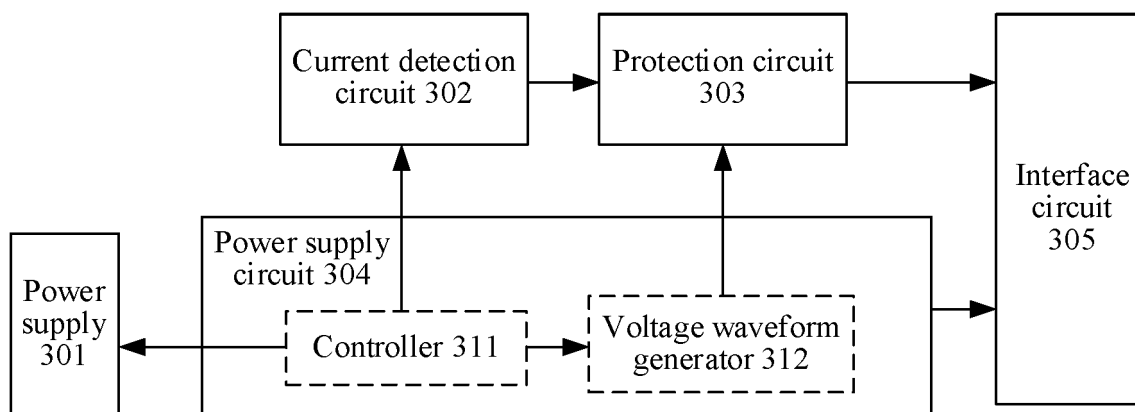 Current detection
circuit 302
Protection circuit
303
Interface
circuit
305
Power supply
circuit 304
Power
supply
301
Controller 311
Voltage waveform
generator 312